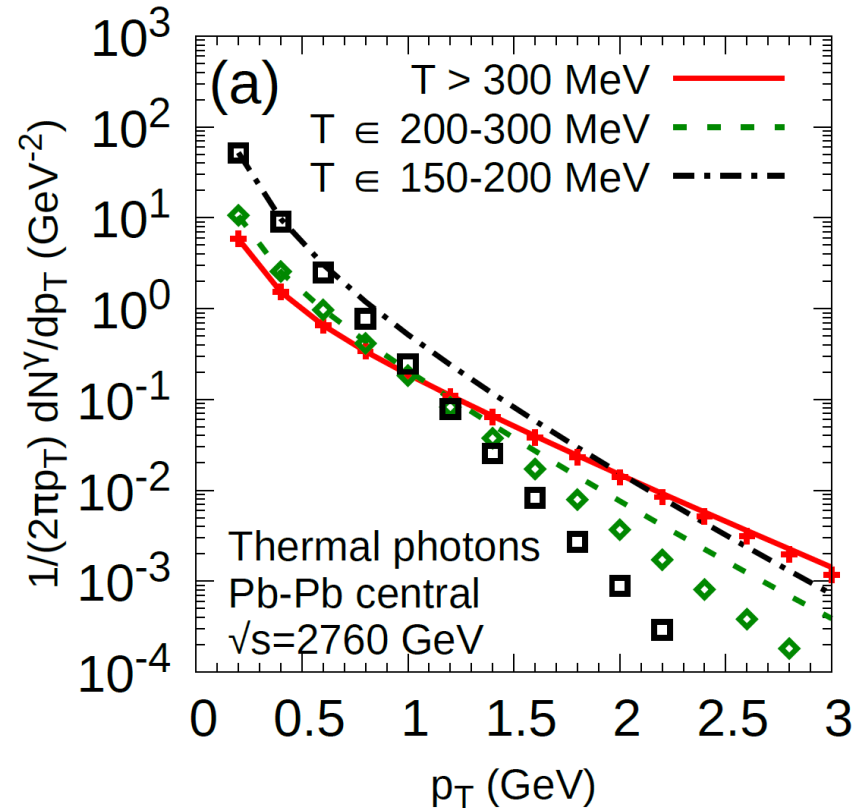 10³
10²
10¹
10⁰
10⁻¹
10⁻²
10⁻³
10⁻⁴
1/(2πp_T) dN^γ/dp_T (GeV⁻²)
(a)
T > 300 MeV
T ∈ 200-300 MeV
T ∈ 150-200 MeV
Thermal photons
Pb-Pb central
√s=2760 GeV
0 0.5 1 1.5 2 2.5 3
p_T (GeV)